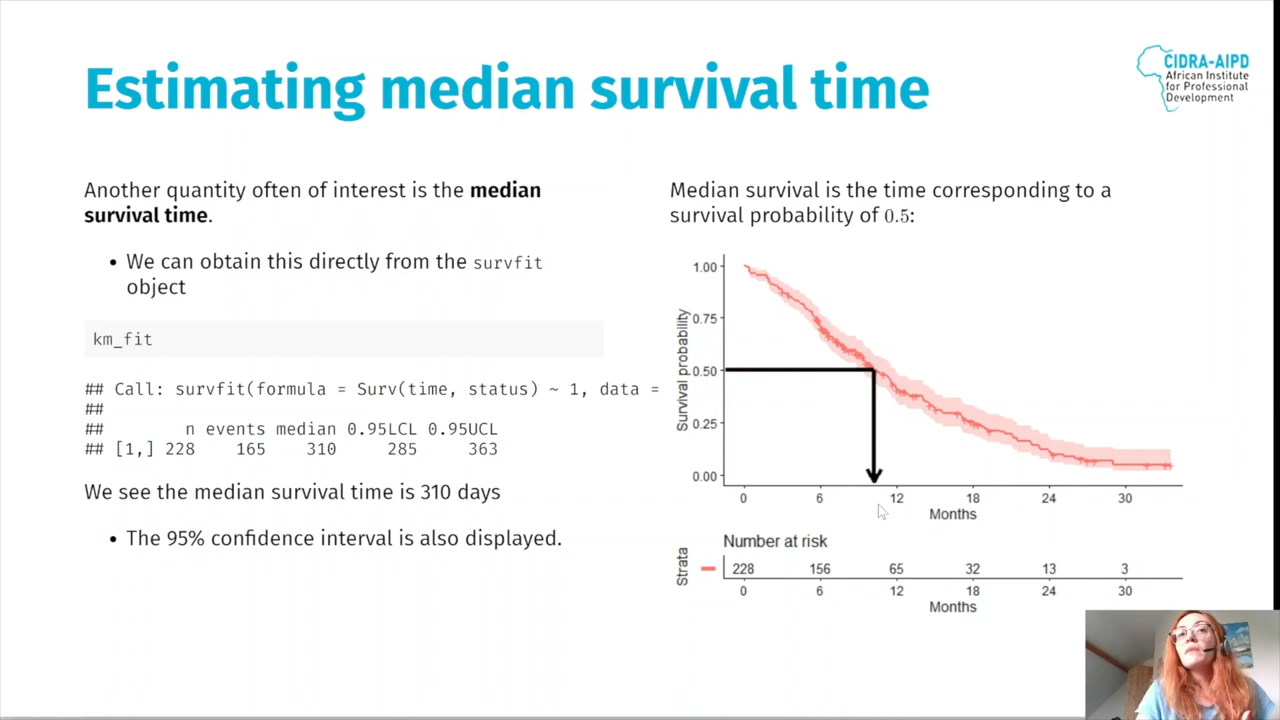 Estimating median survival time
CIDRA-AIPD
African Institute
for Professional
Development
Another quantity often of interest is the median
survival time.
• We can obtain this directly from the survfit
object
km_fit
## Call: survfit(formula = Surv(time, status) ~ 1, data =
##
## n events median 0.95LCL 0.95UCL
## [1,] 228 165 310 285 363
We see the median survival time is 310 days
• The 95% confidence interval is also displayed.
Median survival is the time corresponding to a
survival probability of 0.5:
Survival probability
1.00
0.75
0.50
0.25
0.00
0 6 12 18 24 30
Months
Number at risk
Strata
228 156 65 32 13 3
0 6 12 18 24 30
Months